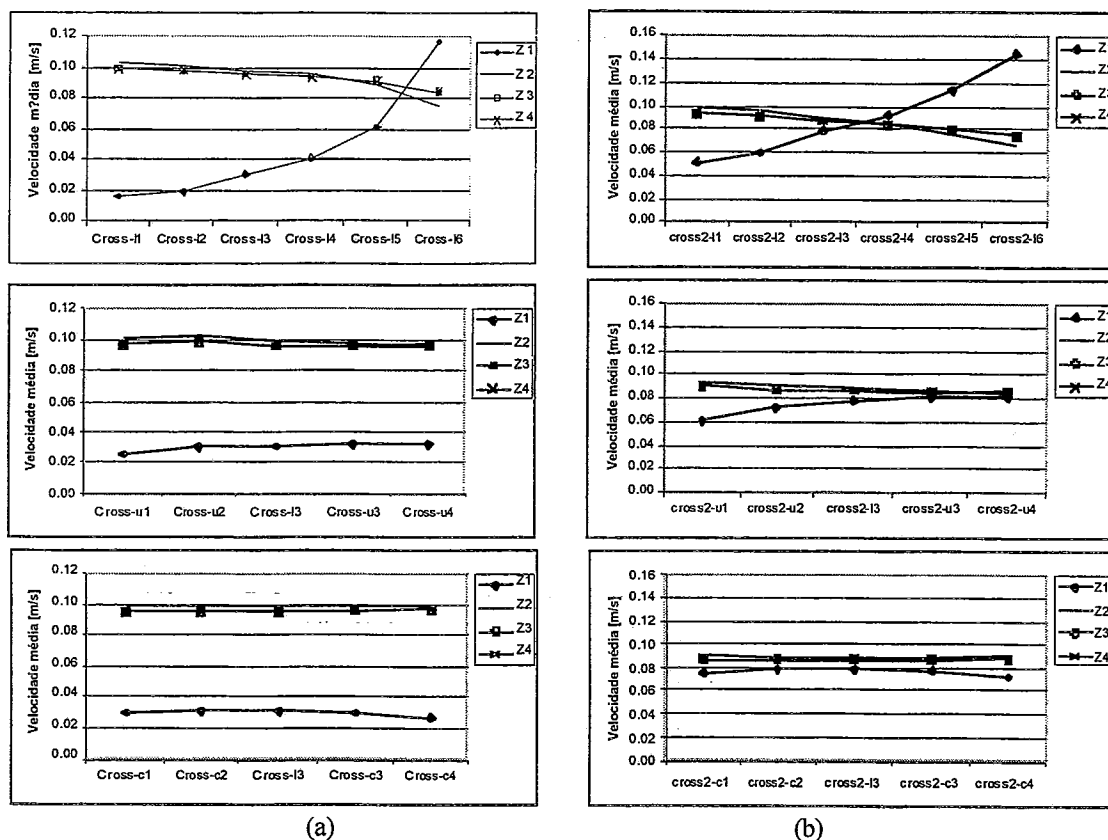 Velocidade m?dia [m/s]
0.12
0.10
0.08
0.06
0.04
0.02
0.00
Cross-l1 Cross-l2 Cross-l3 Cross-l4 Cross-l5 Cross-l6
Z1
Z2
Z3
Z4
Velocidade média [m/s]
0.16
0.14
0.12
0.10
0.08
0.06
0.04
0.02
0.00
cross2-l1 cross2-l2 cross2-l3 cross2-l4 cross2-l5 cross2-l6
Z
Z
Z
Z
Velocidade média [m/s]
0.12
0.10
0.08
0.06
0.04
0.02
0.00
Cross-u1 Cross-u2 Cross-l3 Cross-u3 Cross-u4
Z1
Z2
Z3
Z4
Velocidade média [m/s]
0.16
0.14
0.12
0.10
0.08
0.06
0.04
0.02
0.00
cross2-u1 cross2-u2 cross2-l3 cross2-u3 cross2-u4
Z1
Z2
Z3
Z4
Velocidade média [m/s]
0.12
0.10
0.08
0.06
0.04
0.02
0.00
Cross-c1 Cross-c2 Cross-l3 Cross-c3 Cross-c4
Z1
Z2
Z3
Z4
Velocidade média [m/s]
0.16
0.14
0.12
0.10
0.08
0.06
0.04
0.02
0.00
cross2-c1 cross2-c2 cross2-l3 cross2-c3 cross2-c4
Z1
Z2
Z3
Z4
(a)
(b)